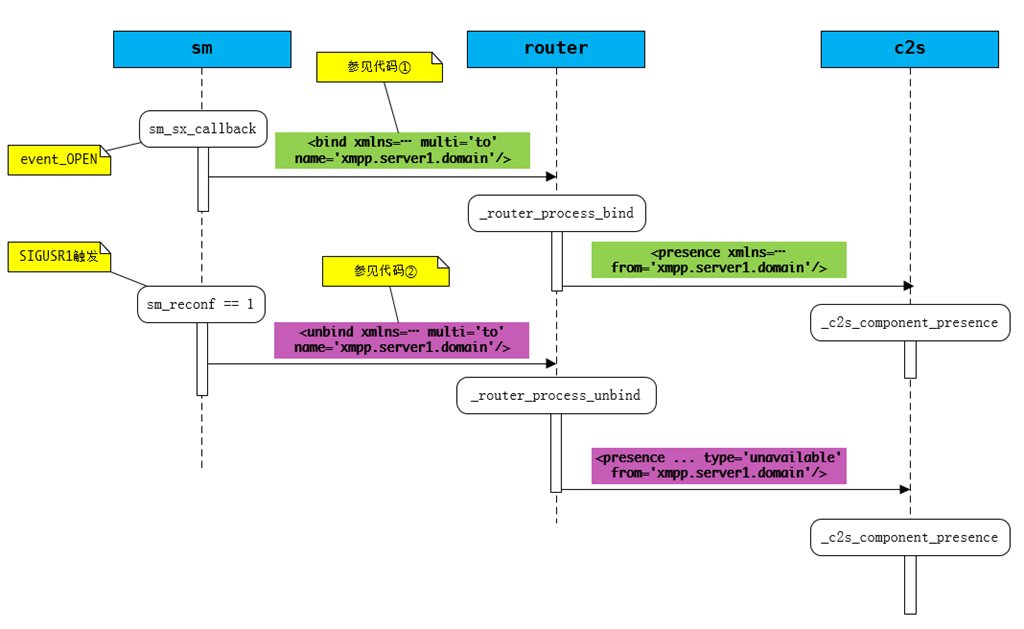 sm
router
c2s
参见代码①
sm_sx_callback
event_OPEN
<bind xmlns=… multi='to'
name='xmpp.server1.domain'/>
_router_process_bind
SIGUSR1触发
<presence xmlns=…
from='xmpp.server1.domain'/>
参见代码②
sm_reconf == 1
_c2s_component_presence
<unbind xmlns=… multi='to'
name='xmpp.server1.domain'/>
_router_process_unbind
<presence ... type='unavailable'
from='xmpp.server1.domain'/>
_c2s_component_presence